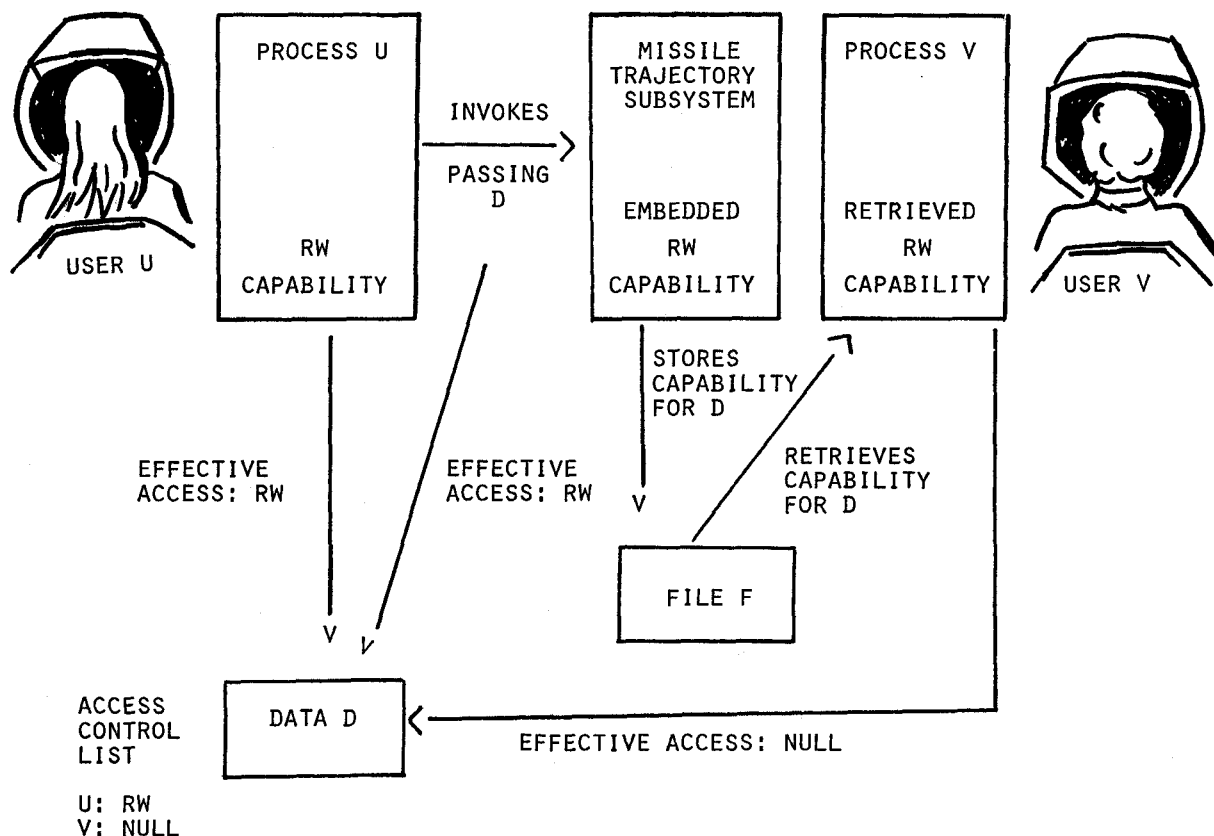 PROCESS U
MISSILE
TRAJECTORY
SUBSYSTEM
PROCESS V
INVOKES
PASSING
D
EMBEDDED
RW
CAPABILITY
RETRIEVED
RW
CAPABILITY
RW
CAPABILITY
USER U
USER V
STORES
CAPABILITY
FOR D
EFFECTIVE
ACCESS: RW
EFFECTIVE
ACCESS: RW
RETRIEVES
CAPABILITY
FOR D
FILE F
ACCESS
CONTROL
LIST
DATA D
EFFECTIVE ACCESS: NULL
U: RW
V: NULL